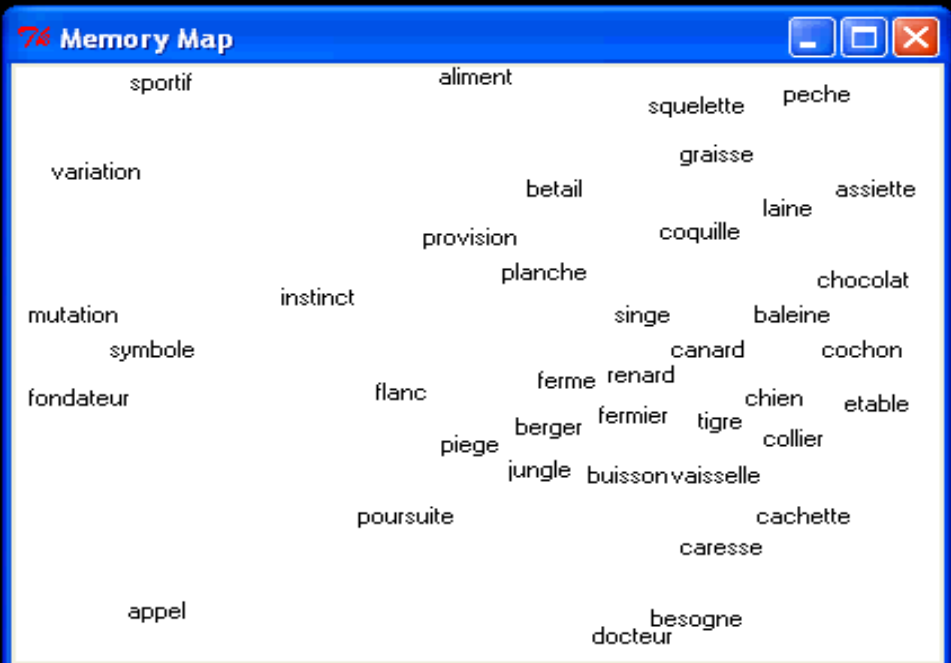 Memory Map
sportif
aliment
squelette
peche
graisse
variation
betail
assiette
laine
provision
coquille
planche
chocolat
instinct
mutation
singe
baleine
symbole
canard
cochon
renard
ferme
flanc
fondateur
chien
etable
fermier
tigre
berger
collier
piege
jungle
buisson
vaisselle
poursuite
cachette
caresse
appel
besogne
docteur